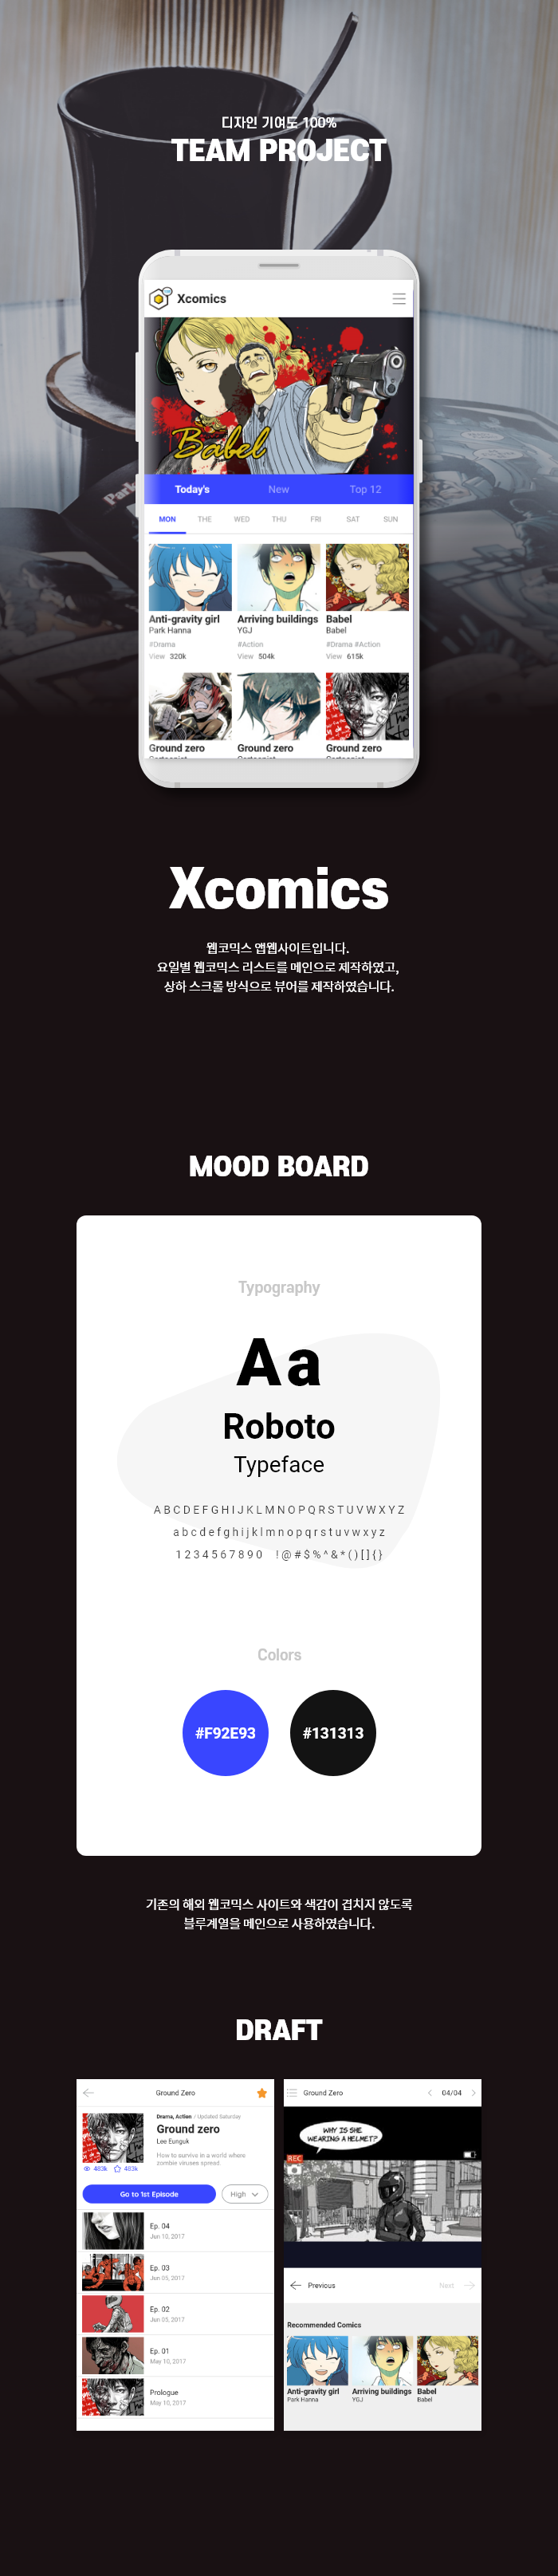 디자인 기여도 100%
TEAM PROJECT
Xcomics
Babel
Today's New Top 12
MON THE WED THU FRI SAT SUN
Anti-gravity girl Arriving buildings Babel
Park Hanna YGJ Babel
#Drama #Action #Drama #Action
View 320k View 504k View 615k
Ground zero Ground zero Ground zero
Xcomics
웹코믹스 앱웹사이트입니다.
요일별 웹코믹스 리스트를 메인으로 제작하였고,
상하 스크롤 방식으로 뷰어를 제작하였습니다.
MOOD BOARD
Typography
Aa
Roboto
Typeface
ABCDEFGHIJKLMNOPQRSTUVWXYZ
abcdefghijklmnopqrstuvwxyz
1234567890 !@#$%^&*()[]{}
Colors
#F92E93 #131313
기존의 해외 웹코믹스 사이트와 색감이 겹치지 않도록
블루계열을 메인으로 사용하였습니다.
DRAFT
Ground Zero
Drama, Action / Updated Saturday
Ground zero
Lee Eunguk
How to survive in a world where
zombie viruses spread
483k 483k
Go to 1st Episode High
Ep. 04
Jun 10, 2017
Ep. 03
Jun 03, 2017
Ep. 02
Jun 03, 2017
Ep. 01
May 10, 2017
Prologue
May 10, 2017
Ground Zero 04/04
WHY IS SHE
WEARING A HELMET?
REC
Previous Next
Recommended Comics
Anti-gravity girl Arriving buildings Babel
Park Hanna YGJ Babel